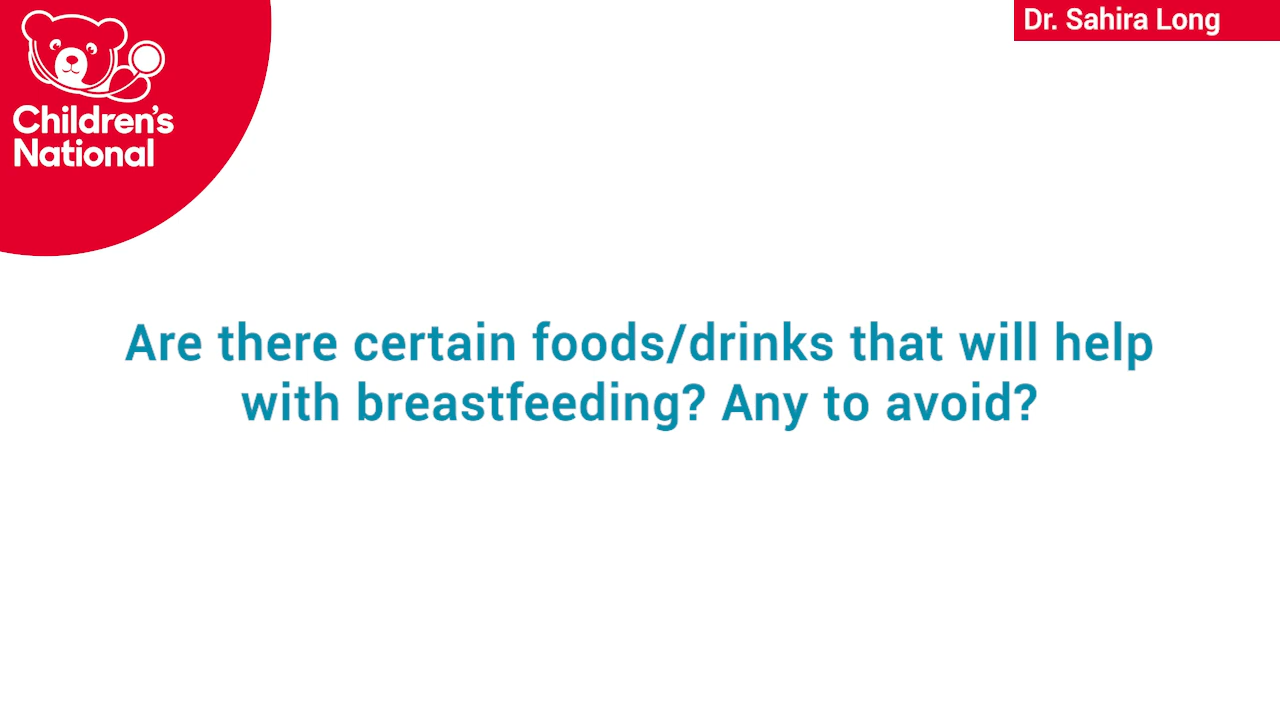 Children's
National
Dr. Sahira Long
Are there certain foods/drinks that will help
with breastfeeding? Any to avoid?